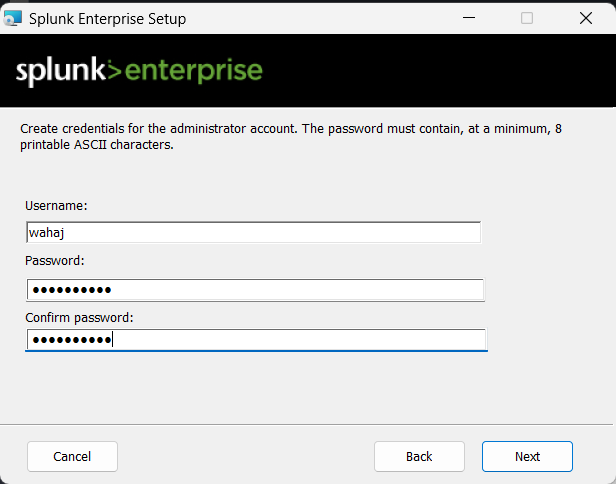 Splunk Enterprise Setup
splunk>enterprise
Create credentials for the administrator account. The password must contain, at a minimum, 8
printable ASCII characters.
Username:
wahaj
Password:
●●●●●●●●●●
Confirm password:
●●●●●●●●●●
Cancel
Back
Next